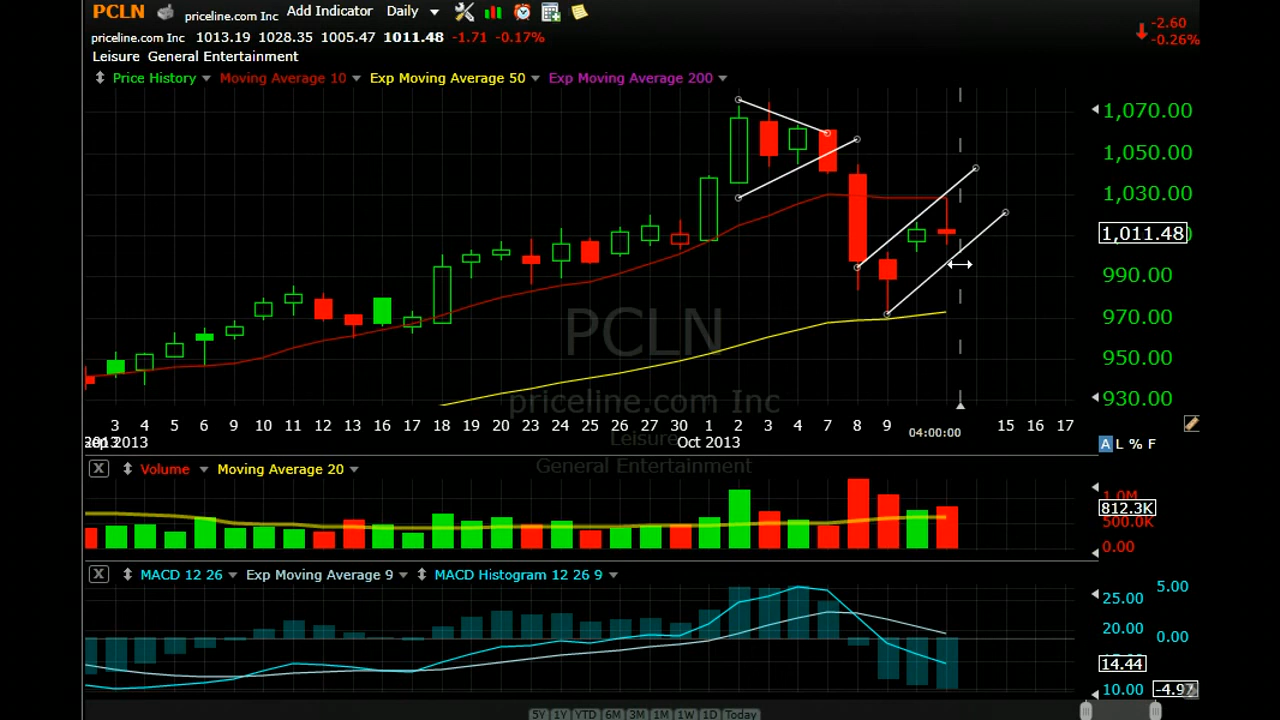 PCLN priceline.com Inc Add Indicator Daily
priceline.com Inc 1013.19 1028.35 1005.47 1011.48 -1.71 -0.17%
-2.60
-0.26%
Leisure General Entertainment
Price History Moving Average 10 Exp Moving Average 50 Exp Moving Average 200
1,070.00
1,050.00
1,030.00
1,011.48
990.00
970.00
950.00
930.00
PCLN
priceline.com Inc
Leisure
General Entertainment
3 4 5 6 9 10 11 12 13 16 17 18 19 20 23 24 25 26 27 30 1 2 3 4 7 8 9 04:00:00 15 16 17
2013 Oct 2013
A L % F
X Volume Moving Average 20
1.0M
812.3K
500.0K
0.00
X MACD 12 26 Exp Moving Average 9 MACD Histogram 12 26 9
5.00
25.00
20.00
0.00
14.44
10.00
-4.97
5Y 1Y YTD 6M 3M 1M 1W 1D Today